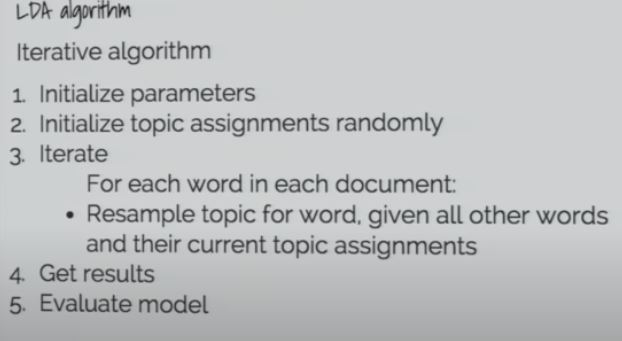 LDA algorithm
Iterative algorithm
1. Initialize parameters
2. Initialize topic assignments randomly
3. Iterate
For each word in each document:
• Resample topic for word, given all other words
and their current topic assignments
4. Get results
5. Evaluate model